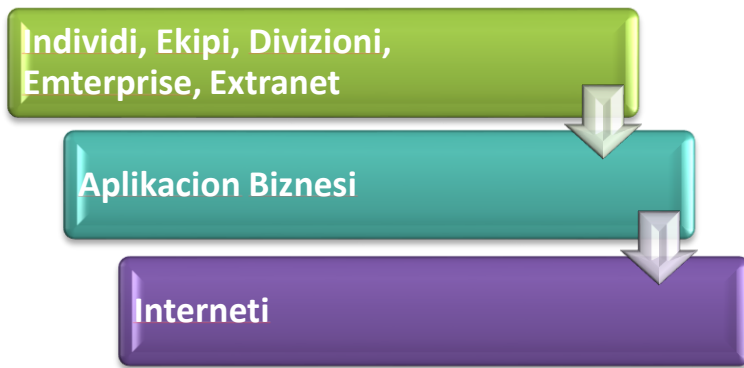 Individi, Ekipi, Divizioni,
Emterprise, Extranet
Aplikacion Biznesi
Interneti